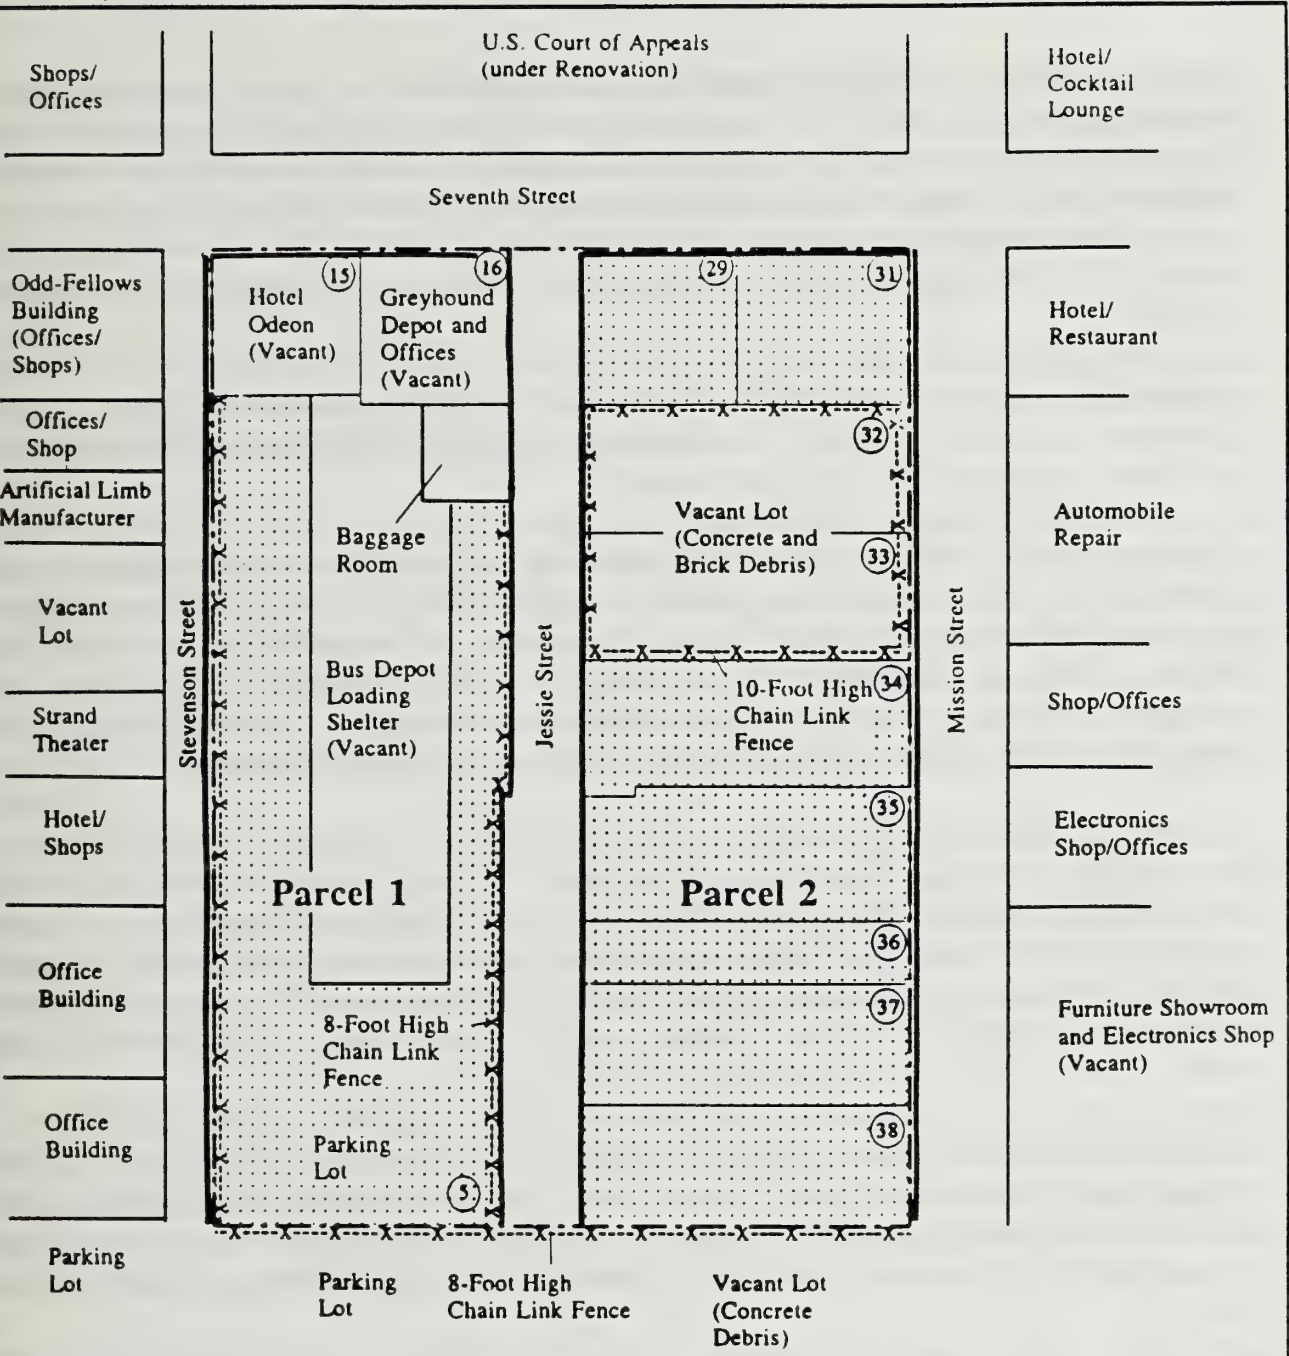 Shops/
Offices
U.S. Court of Appeals
(under Renovation)
Hotel/
Cocktail
Lounge
Seventh Street
Odd-Fellows
Building
(Offices/
Shops)
Offices/
Shop
Artificial Limb
Manufacturer
Vacant
Lot
Strand
Theater
Hotel/
Shops
Office
Building
Office
Building
Parking
Lot
Stevenson Street
15
Hotel
Odeon
(Vacant)
16
Greyhound
Depot and
Offices
(Vacant)
Baggage
Room
Bus Depot
Loading
Shelter
(Vacant)
Parcel 1
8-Foot High
Chain Link
Fence
Parking
Lot
5
Jessie Street
29
31
32
Vacant Lot
(Concrete and
Brick Debris)
33
10-Foot High
Chain Link
Fence
34
35
Parcel 2
36
37
38
Mission Street
Hotel/
Restaurant
Automobile
Repair
Shop/Offices
Electronics
Shop/Offices
Furniture Showroom
and Electronics Shop
(Vacant)
Parking
Lot
8-Foot High
Chain Link Fence
Vacant Lot
(Concrete
Debris)